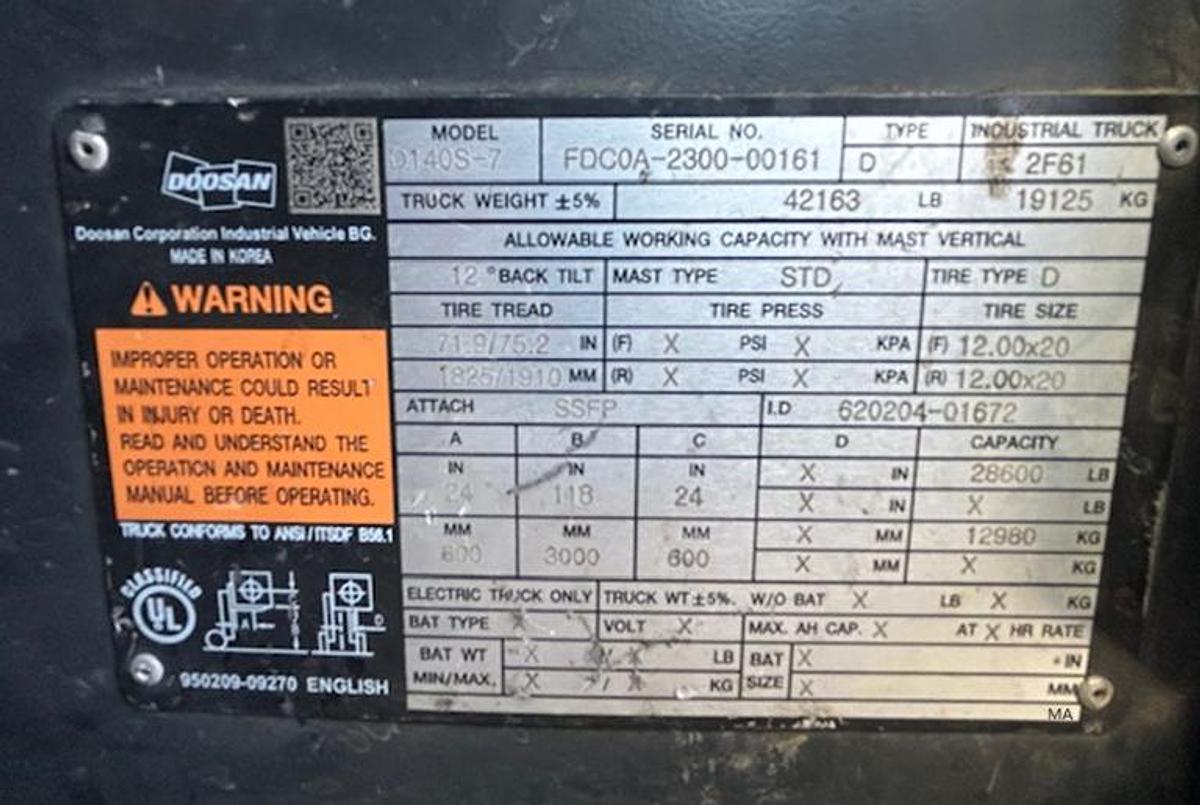 DOOSAN
Doosan Corporation Industrial Vehicle BG.
MADE IN KOREA
WARNING
IMPROPER OPERATION OR
MAINTENANCE COULD RESULT
IN INJURY OR DEATH.
READ AND UNDERSTAND THE
OPERATION AND MAINTENANCE
MANUAL BEFORE OPERATING.
TRUCK CONFORMS TO ANSI/ITSDF B56.1
CLASSIFIED
UL
A
D
950209-09270 ENGLISH
MODEL SERIAL NO. TYPE INDUSTRIAL TRUCK
D140S-7 FDC0A-2300-00161 D 2F61
TRUCK WEIGHT ±5% 42163 LB 19125 KG
ALLOWABLE WORKING CAPACITY WITH MAST VERTICAL
12 °BACK TILT MAST TYPE STD, TIRE TYPE D
TIRE TREAD TIRE PRESS TIRE SIZE
71.9/75.2 IN (F) X PSI X KPA (F) 12.00x20
1825/1910 MM (R) X PSI X KPA (R) 12.00x20
ATTACH SSFP I.D 620204-01672
A B C D CAPACITY
IN IN IN X IN 28600 LB
24 118 24 X IN X LB
MM MM MM X MM 12980 KG
600 3000 600 X MM X KG
ELECTRIC TRUCK ONLY TRUCK WT ±5%. W/O BAT X LB X KG
BAT TYPE X VOLT X MAX. AH CAP. X AT X HR RATE
BAT WT X / X LB BAT X IN
MIN/MAX. X / X KG SIZE X MM
MA